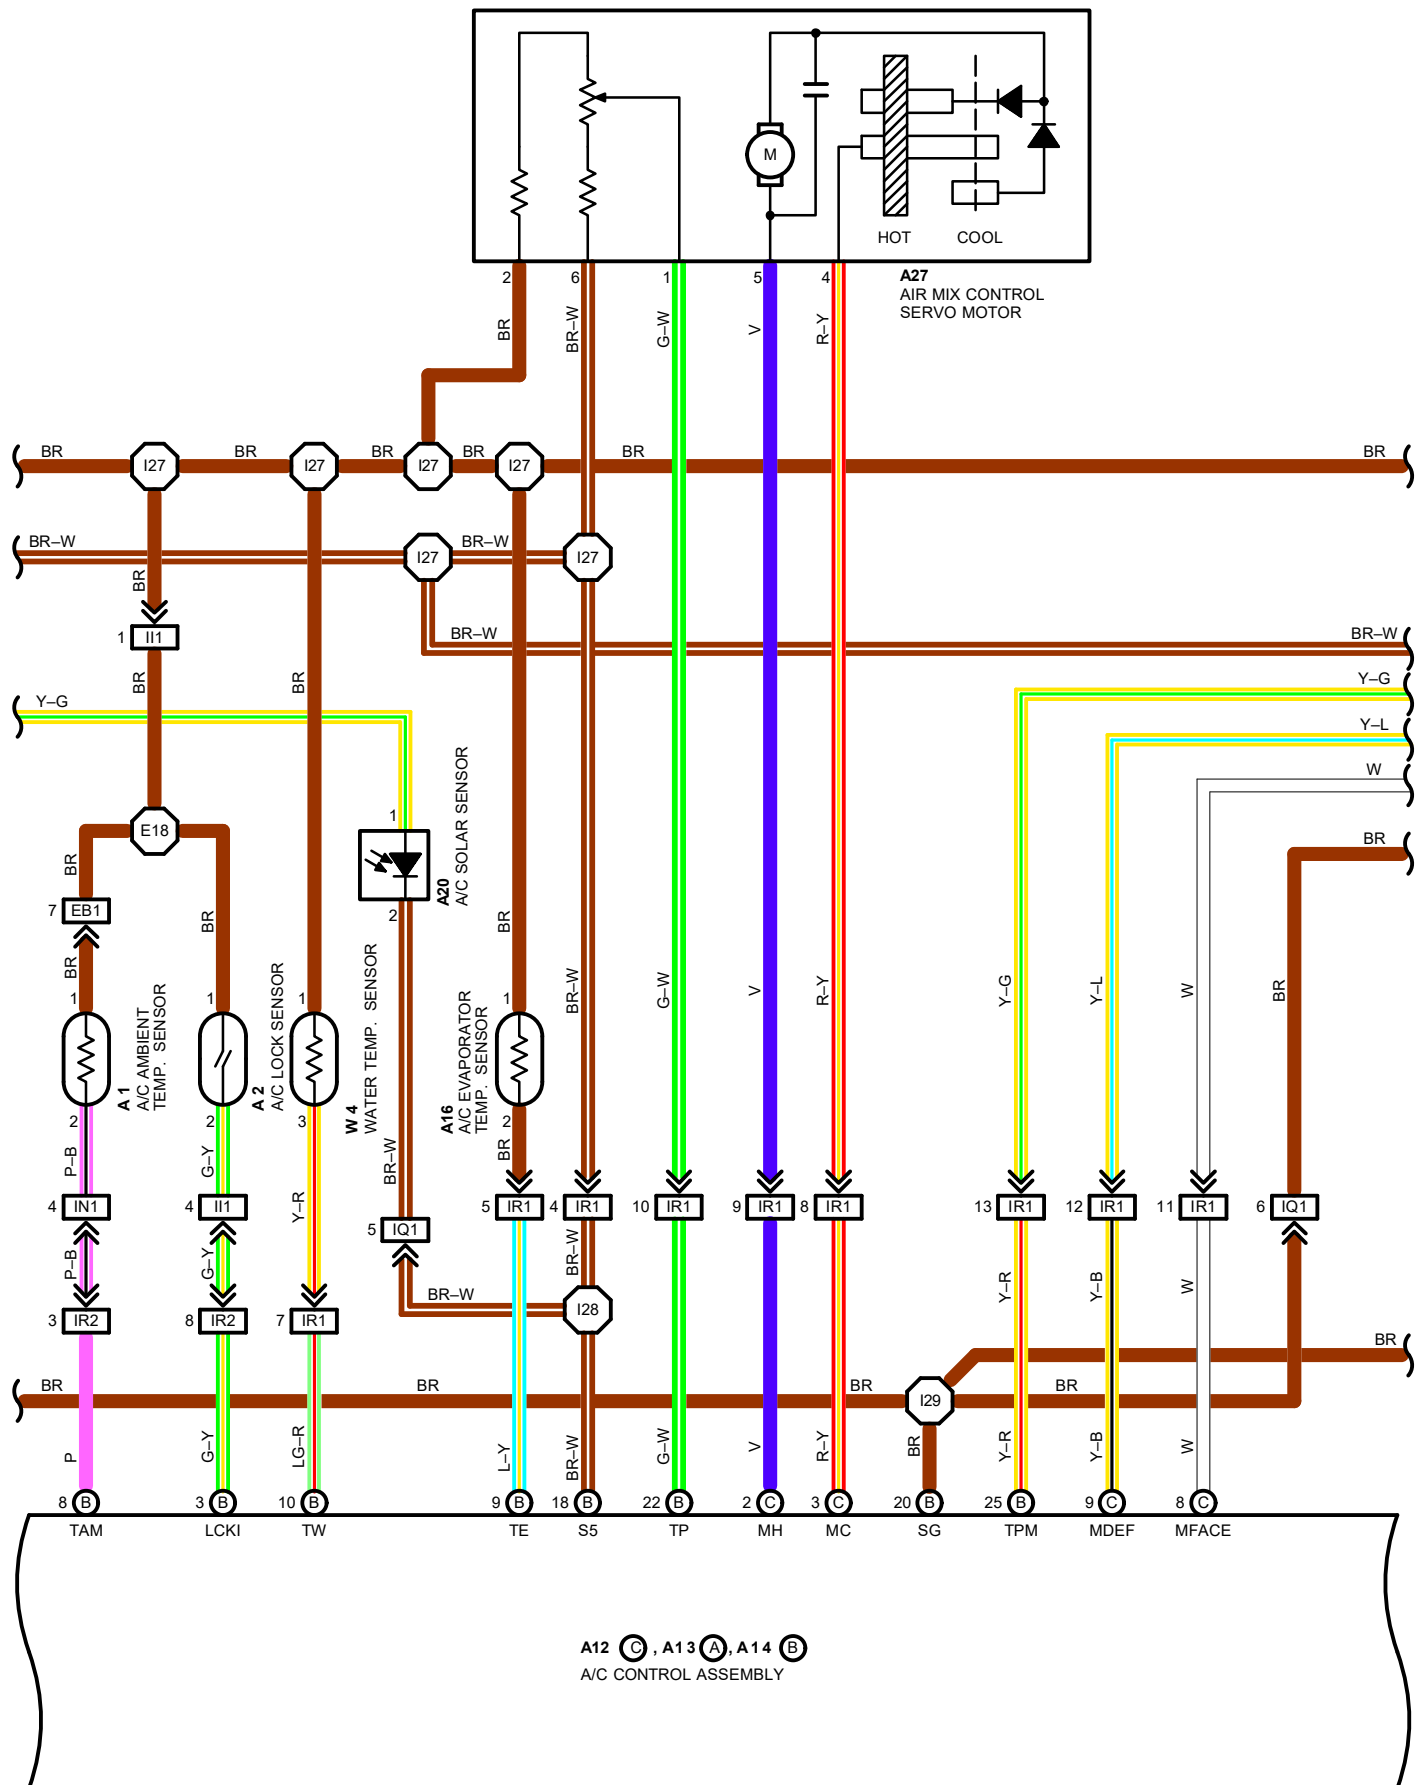 M
HOT COOL
A27
AIR MIX CONTROL
SERVO MOTOR
2 6 1 5 4
BR BR–W G–W V R–Y
BR BR BR BR BR BR
I27 I27 I27 I27
BR–W BR–W
I27 I27
BR
1 II1
BR–W BR–W
BR BR
Y–G Y–G
Y–L
W
1
E18
A20
A/C SOLAR SENSOR
2
BR
BR
7 EB1
BR BR BR
BR
BR–W G–W V R–Y Y–G Y–L W BR
1 1 1 1
A 1
A/C AMBIENT
TEMP. SENSOR
A 2
A/C LOCK SENSOR
W 4
WATER TEMP. SENSOR
A16
A/C EVAPORATOR
TEMP. SENSOR
2 2 3 2
P–B G–Y Y–R BR–W BR
4 IN1 4 II1 5 IQ1 5 IR1 4 IR1 10 IR1 9 IR1 8 IR1 13 IR1 12 IR1 11 IR1 6 IQ1
P–B G–Y BR–W Y–R Y–B W
BR–W
I28
3 IR2 8 IR2 7 IR1
BR
BR BR BR BR
I29
P G–Y LG–R L–Y BR–W G–W V R–Y BR Y–R Y–B W
8 B 3 B 10 B 9 B 18 B 22 B 2 C 3 C 20 B 25 B 9 C 8 C
TAM LCKI TW TE S5 TP MH MC SG TPM MDEF MFACE
A12 C , A13 A , A14 B
A/C CONTROL ASSEMBLY